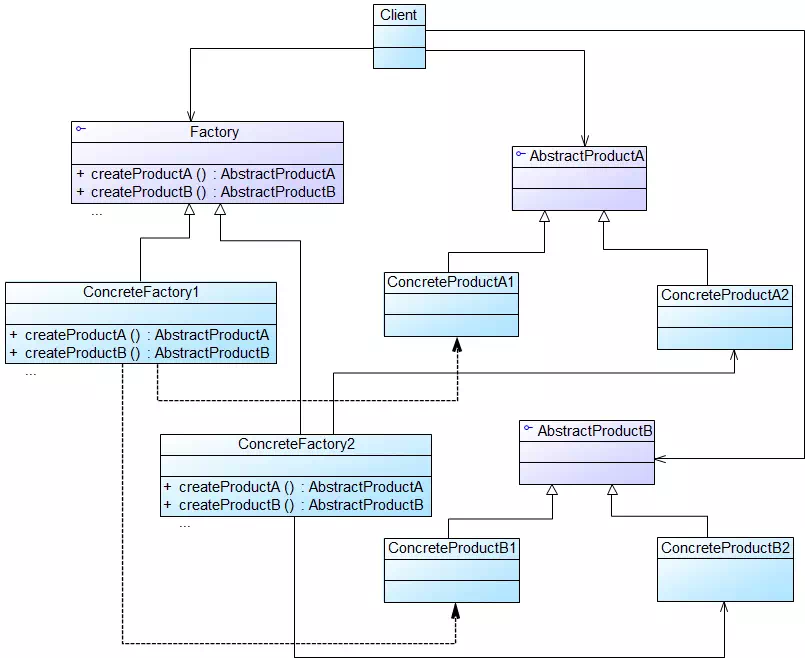 Client
Factory
+ createProductA () : AbstractProductA
+ createProductB () : AbstractProductB
...
AbstractProductA
ConcreteFactory1
+ createProductA () : AbstractProductA
+ createProductB () : AbstractProductB
...
ConcreteProductA1
ConcreteProductA2
ConcreteFactory2
+ createProductA () : AbstractProductA
+ createProductB () : AbstractProductB
...
AbstractProductB
ConcreteProductB1
ConcreteProductB2